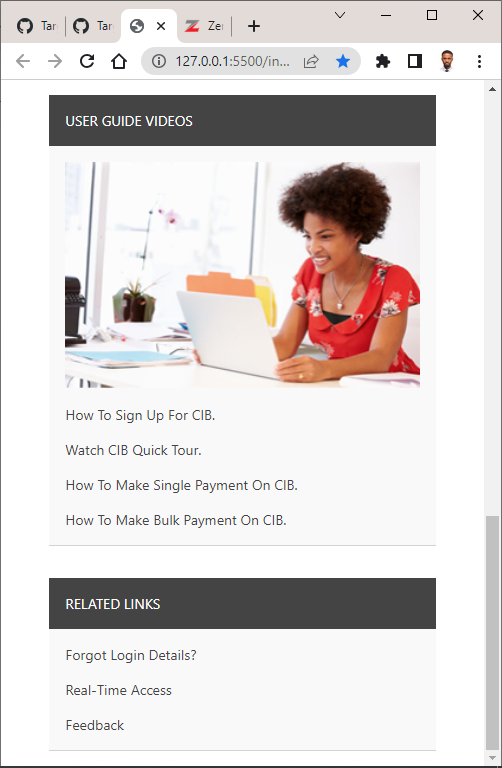 Tar
Tar
Zer
127.0.0.1:5500/in...
USER GUIDE VIDEOS
How To Sign Up For CIB.
Watch CIB Quick Tour.
How To Make Single Payment On CIB.
How To Make Bulk Payment On CIB.
RELATED LINKS
Forgot Login Details?
Real-Time Access
Feedback